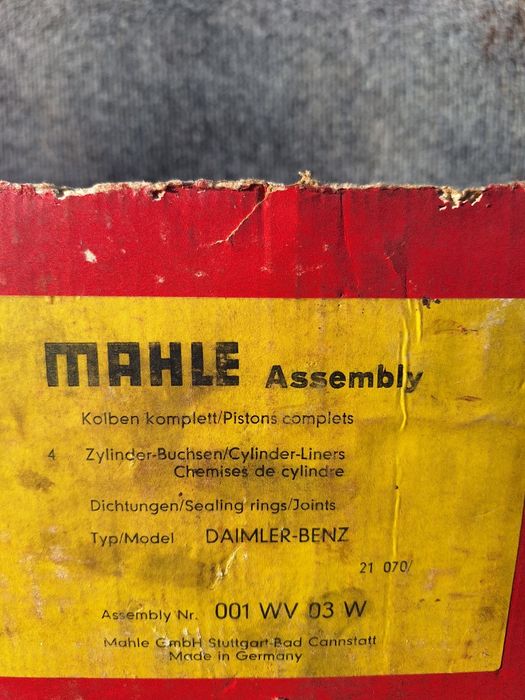 MAHLE Assembly
Kolben komplett/Pistons complets
4 Zylinder-Buchsen/Cylinder-Liners
Chemises de cylindre
Dichtungen/Sealing rings/Joints
Typ/Model DAIMLER-BENZ
21 070/
Assembly Nr. 001 WV 03 W
Mahle GmbH Stuttgart-Bad Cannstatt
Made in Germany